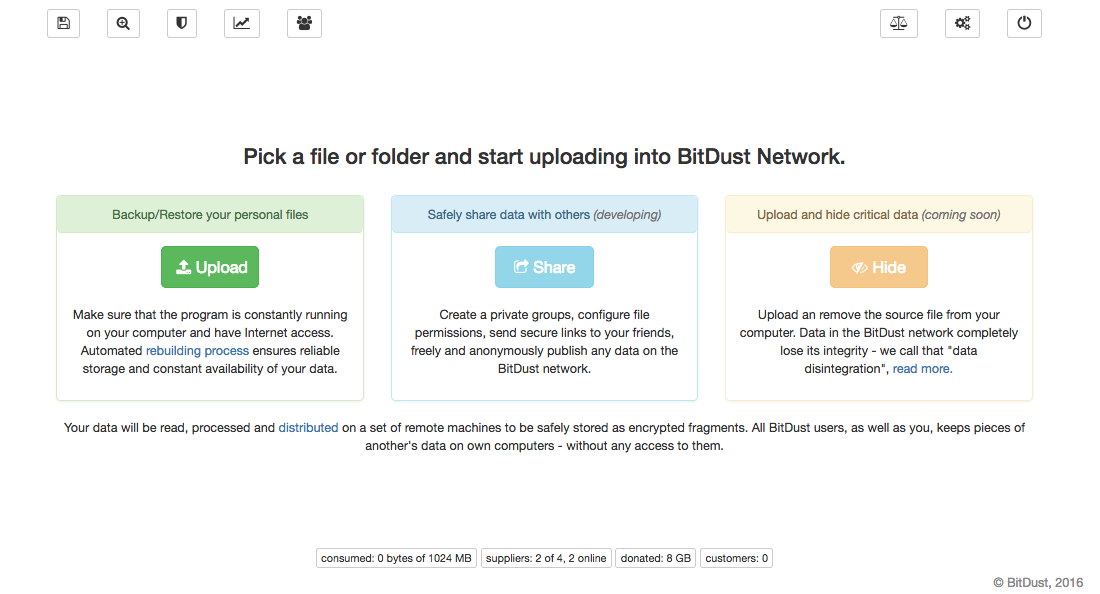 Pick a file or folder and start uploading into BitDust Network.
Backup/Restore your personal files
Upload
Make sure that the program is constantly running
on your computer and have Internet access.
Automated rebuilding process ensures reliable
storage and constant availability of your data.
Safely share data with others (developing)
Share
Create a private groups, configure file
permissions, send secure links to your friends,
freely and anonymously publish any data on the
BitDust network.
Upload and hide critical data (coming soon)
Hide
Upload an remove the source file from your
computer. Data in the BitDust network completely
lose its integrity - we call that "data
disintegration", read more.
Your data will be read, processed and distributed on a set of remote machines to be safely stored as encrypted fragments. All BitDust users, as well as you, keeps pieces of
another's data on own computers - without any access to them.
consumed: 0 bytes of 1024 MB suppliers: 2 of 4, 2 online donated: 8 GB customers: 0
© BitDust, 2016